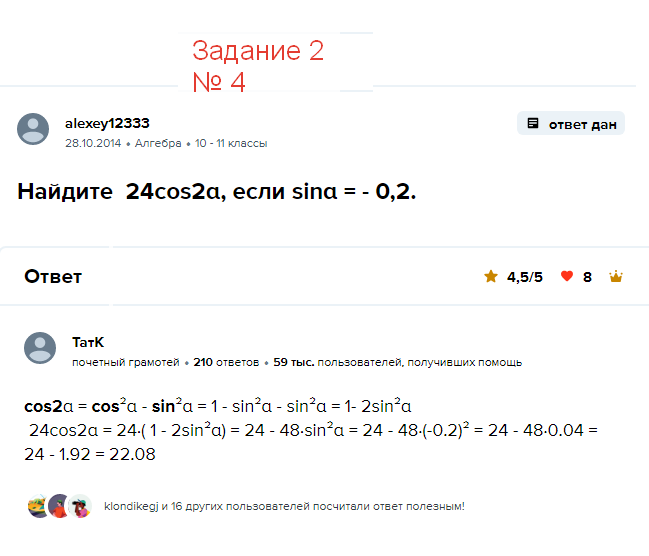 Задание 2
№ 4
alexey12333
28.10.2014 • Алгебра • 10 - 11 классы
ответ дан
Найдите 24cos2α, если sinα = - 0,2.
Ответ
4,5/5
8
ТатК
почетный грамотей • 210 ответов • 59 тыс. пользователей, получивших помощь
cos2α = cos²α - sin²α = 1 - sin²α - sin²α = 1- 2sin²α
24cos2α = 24·( 1 - 2sin²α) = 24 - 48·sin²α = 24 - 48·(-0.2)² = 24 - 48·0.04 =
24 - 1.92 = 22.08
klondikegj и 16 других пользователей посчитали ответ полезным!